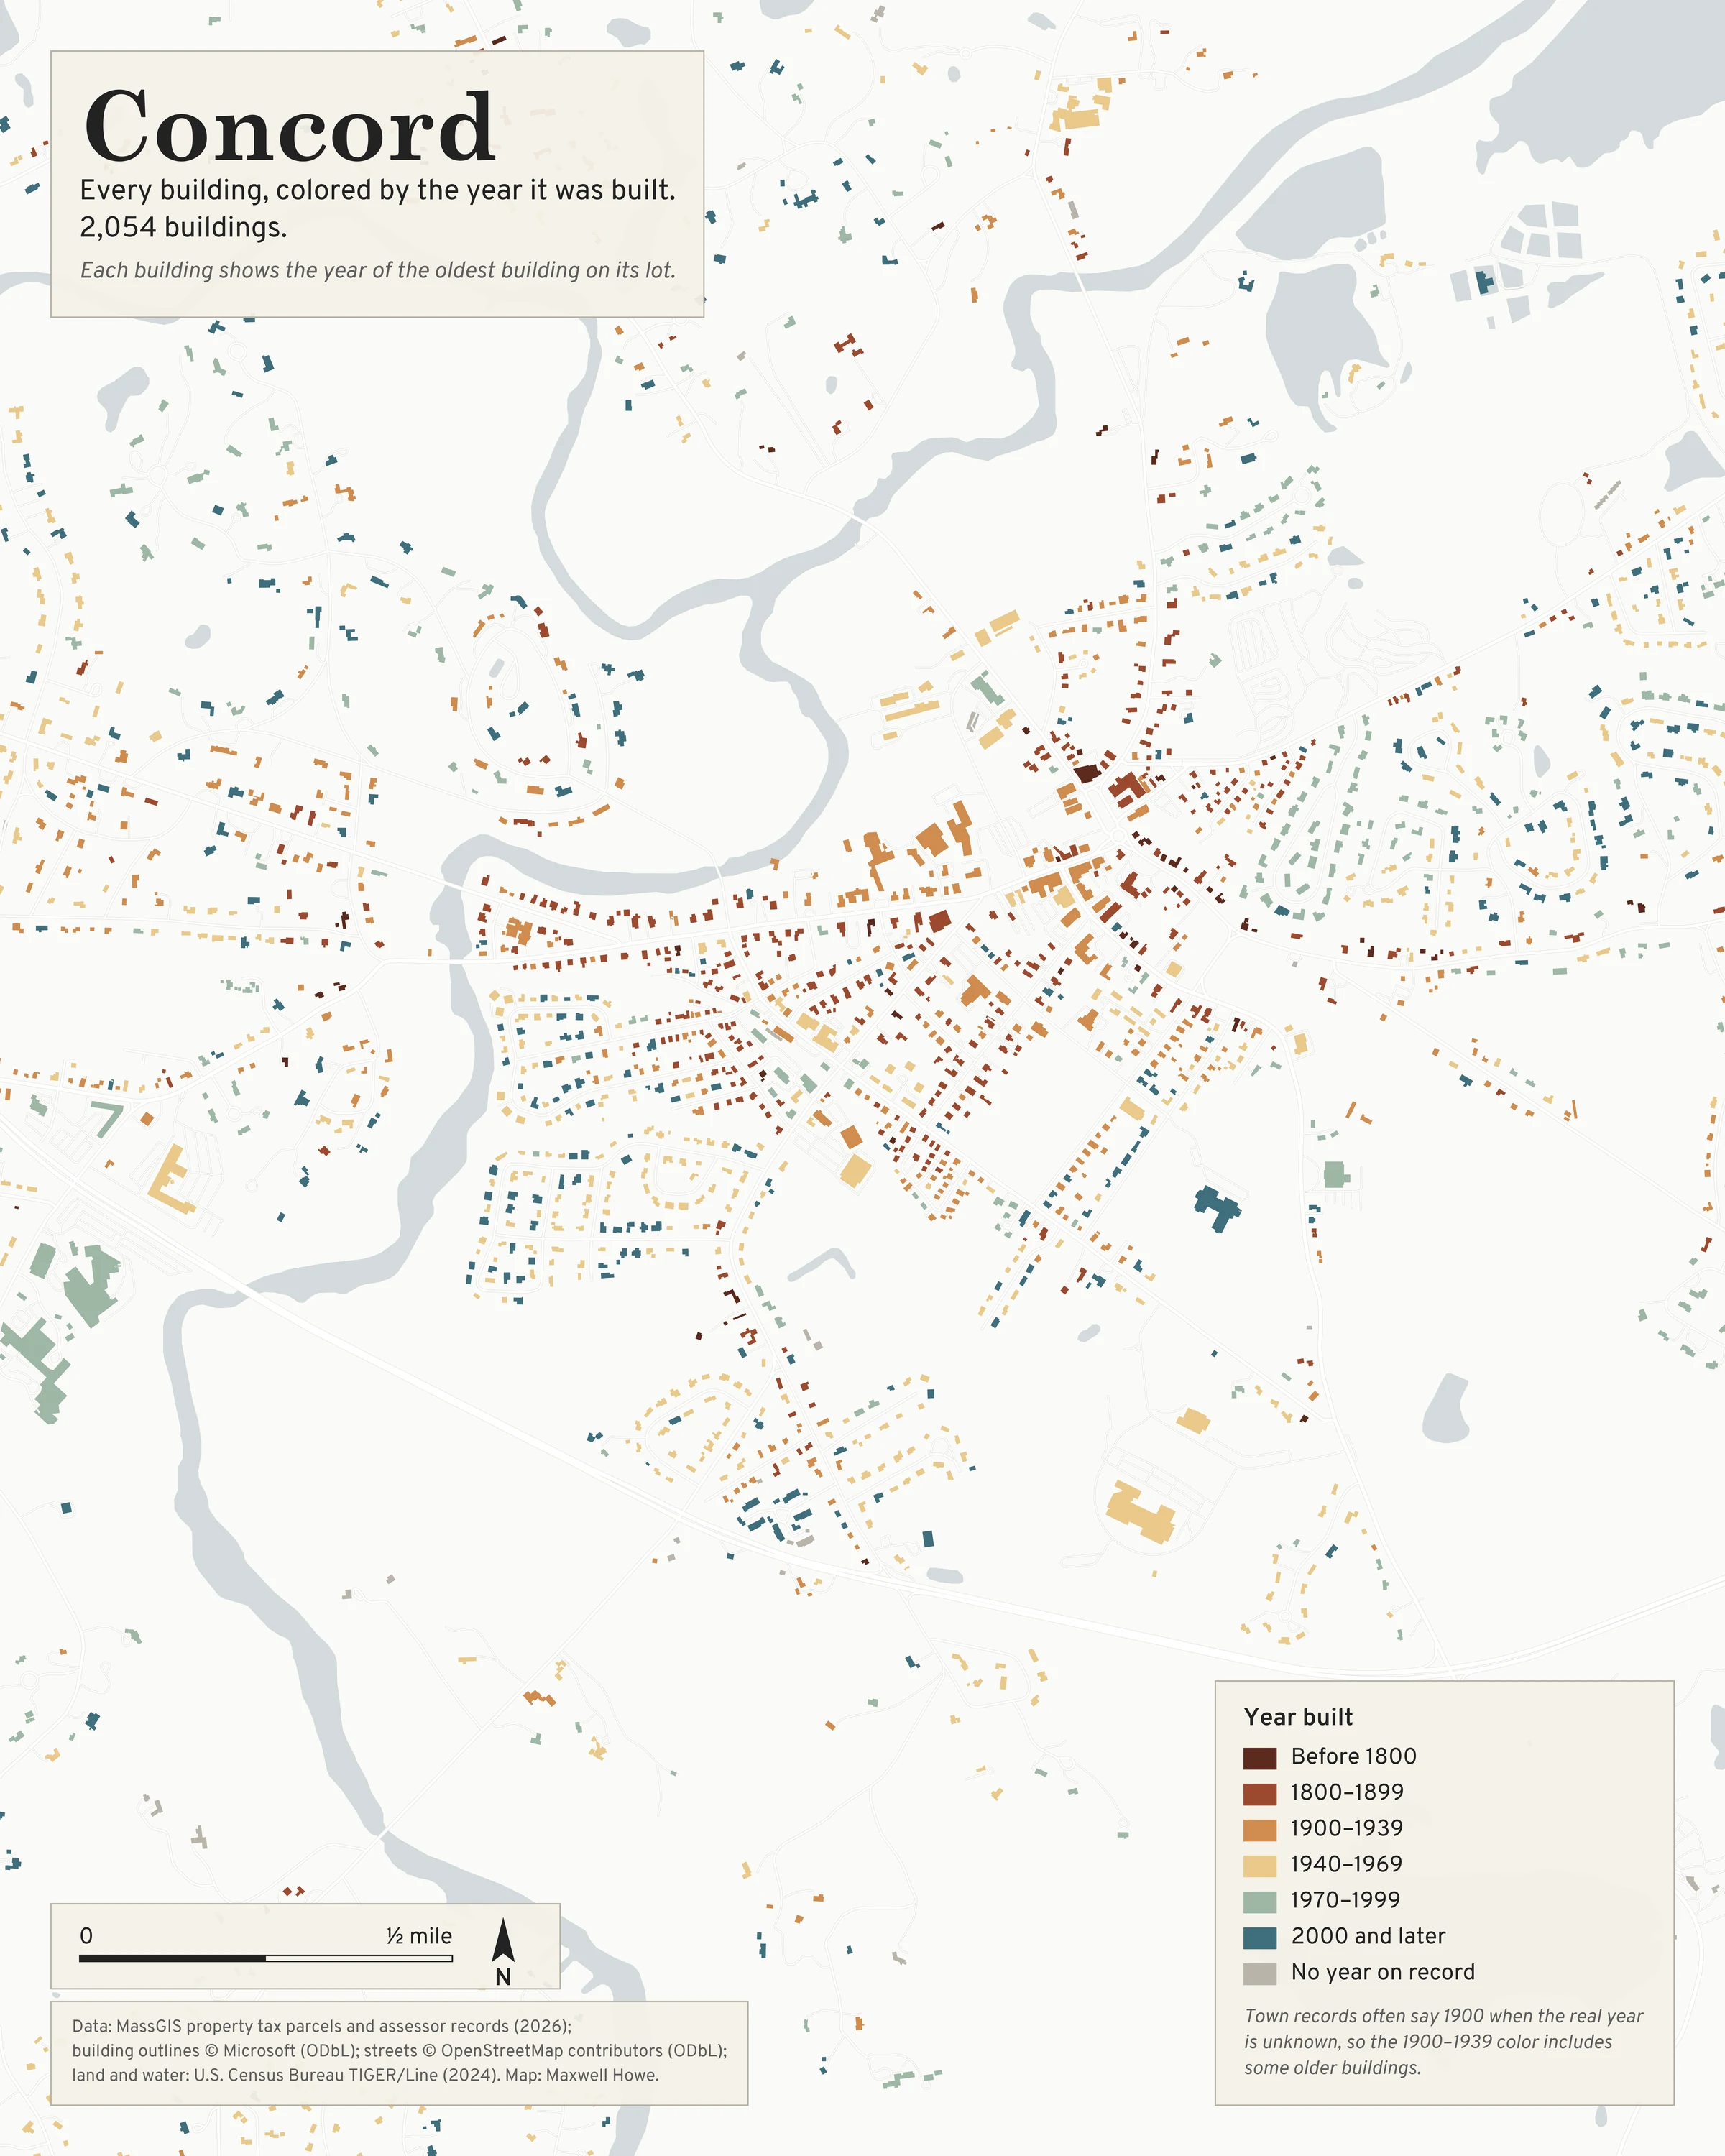 Concord
Every building, colored by the year it was built.
2,054 buildings.
Each building shows the year of the oldest building on its lot.
Year built
Before 1800
1800–1899
1900–1939
1940–1969
1970–1999
2000 and later
No year on record
Town records often say 1900 when the real year
is unknown, so the 1900–1939 color includes
some older buildings.
0 ½ mile
N
Data: MassGIS property tax parcels and assessor records (2026);
building outlines © Microsoft (ODbL); streets © OpenStreetMap contributors (ODbL);
land and water: U.S. Census Bureau TIGER/Line (2024). Map: Maxwell Howe.